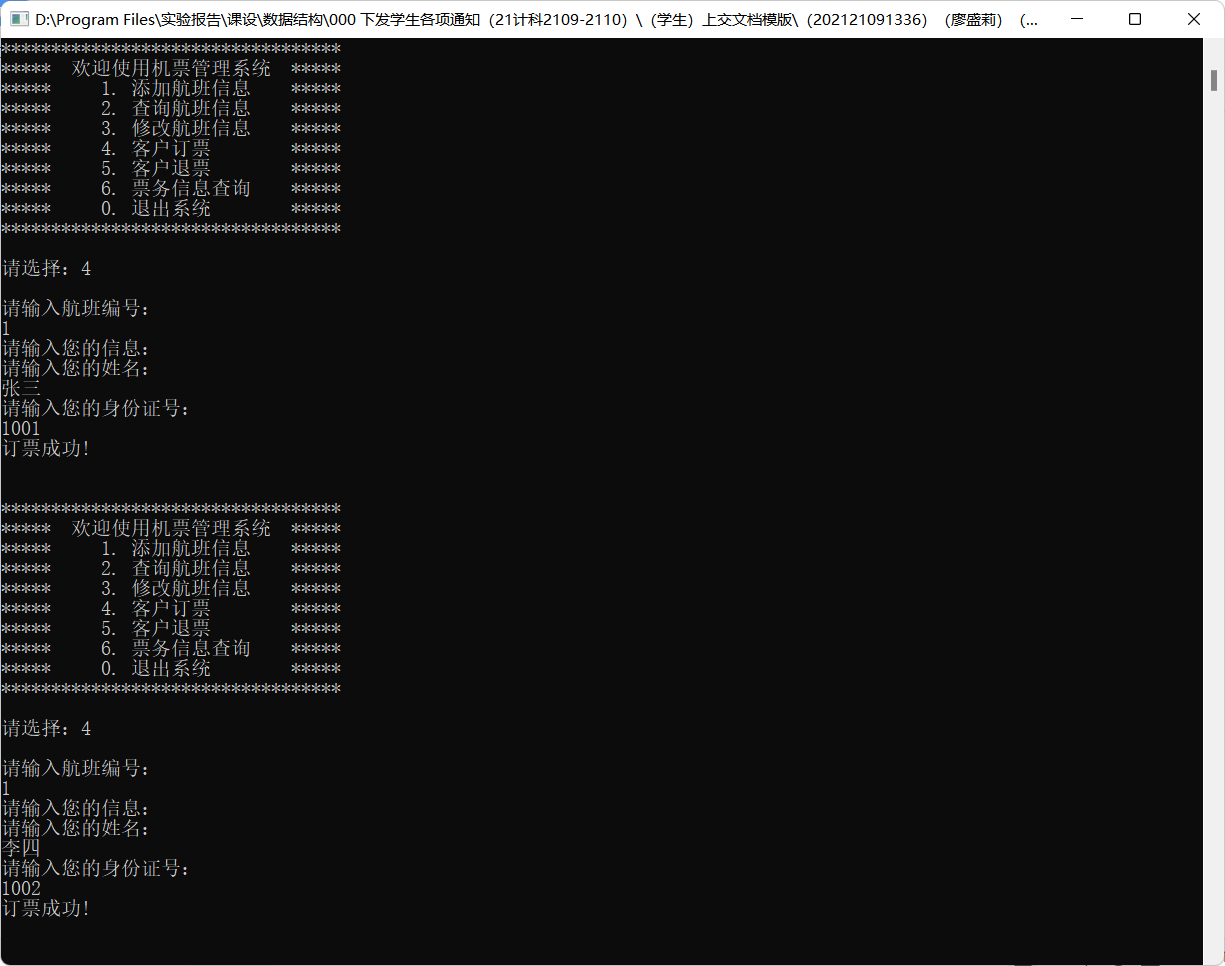 D:\Program Files\实验报告\课设\数据结构\000 下发学生各项通知（21计科2109-2110）\（学生）上交文档模版\（202121091336）（廖盛莉）（...
**********************************
***** 欢迎使用机票管理系统 *****
***** 1. 添加航班信息 *****
***** 2. 查询航班信息 *****
***** 3. 修改航班信息 *****
***** 4. 客户订票 *****
***** 5. 客户退票 *****
***** 6. 票务信息查询 *****
***** 0. 退出系统 *****
**********************************
请选择：4
请输入航班编号：
1
请输入您的信息：
请输入您的姓名：
张三
请输入您的身份证号：
1001
订票成功！
**********************************
***** 欢迎使用机票管理系统 *****
***** 1. 添加航班信息 *****
***** 2. 查询航班信息 *****
***** 3. 修改航班信息 *****
***** 4. 客户订票 *****
***** 5. 客户退票 *****
***** 6. 票务信息查询 *****
***** 0. 退出系统 *****
**********************************
请选择：4
请输入航班编号：
1
请输入您的信息：
请输入您的姓名：
李四
请输入您的身份证号：
1002
订票成功！